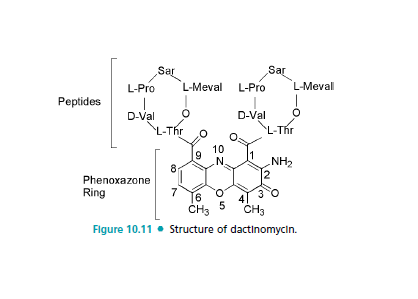 Sar
Sar
L-Pro
L-Meval
L-Pro
L-Meval
Peptides
D-Val
O
D-Val
O
L-Thr
L-Thr
O
O
9
10
1
8
N
2
NH2
Phenoxazone
Ring
7
6
O
5
4
3
O
CH3
CH3
Figure 10.11 • Structure of dactinomycin.